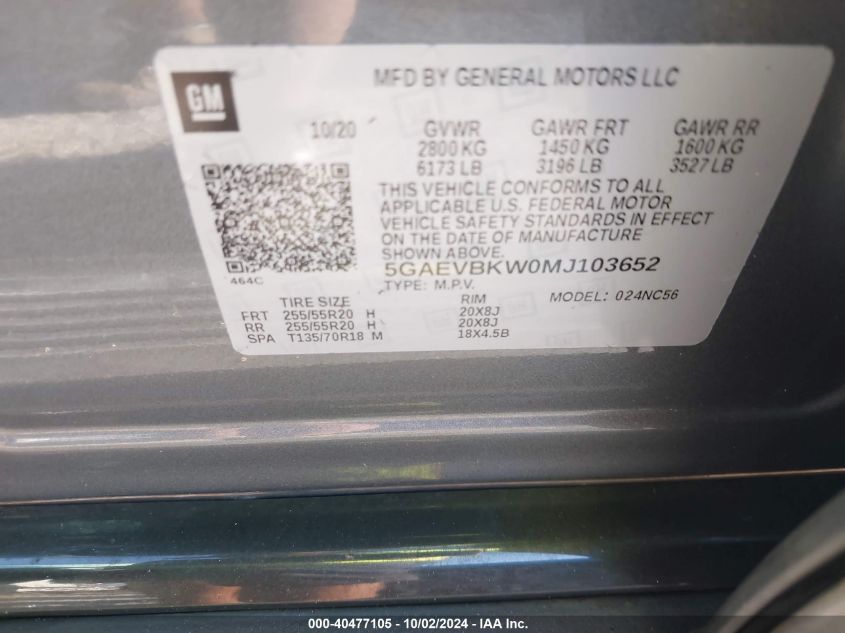 GM
MFD BY GENERAL MOTORS LLC
10/20 GVWR GAWR FRT GAWR RR
2800 KG 1450 KG 1600 KG
6173 LB 3196 LB 3527 LB
THIS VEHICLE CONFORMS TO ALL
APPLICABLE U.S. FEDERAL MOTOR
VEHICLE SAFETY STANDARDS IN EFFECT
ON THE DATE OF MANUFACTURE
SHOWN ABOVE.
464C
5GAEVBKW0MJ103652
TYPE: M.P.V. MODEL: 024NC56
TIRE SIZE RIM
FRT 255/55R20 H 20X8J
RR 255/55R20 H 20X8J
SPA T135/70R18 M 18X4.5B
000-40477105 - 10/02/2024 - IAA Inc.